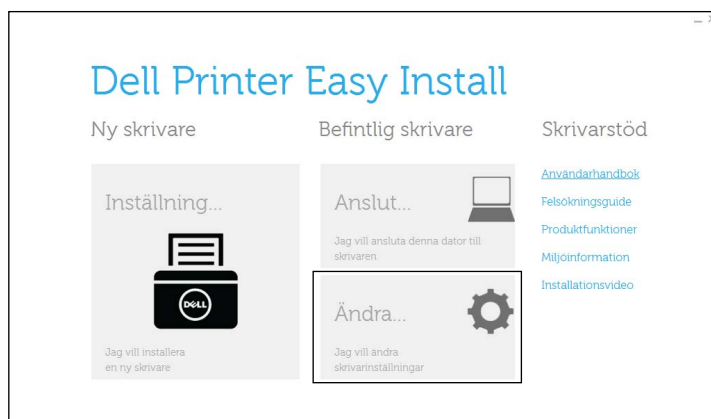 Dell Printer Easy Install
Ny skrivare
Befintlig skrivare
Skrivarstöd
Inställning...
DELL
Jag vill installera
en ny skrivare
Anslut...
Jag vill ansluta denna dator till
skrivaren
Ändra...
Jag vill ändra
skrivarinställningar
Användarhandbok
Felsökningsguide
Produktfunktioner
Miljöinformation
Installationsvideo